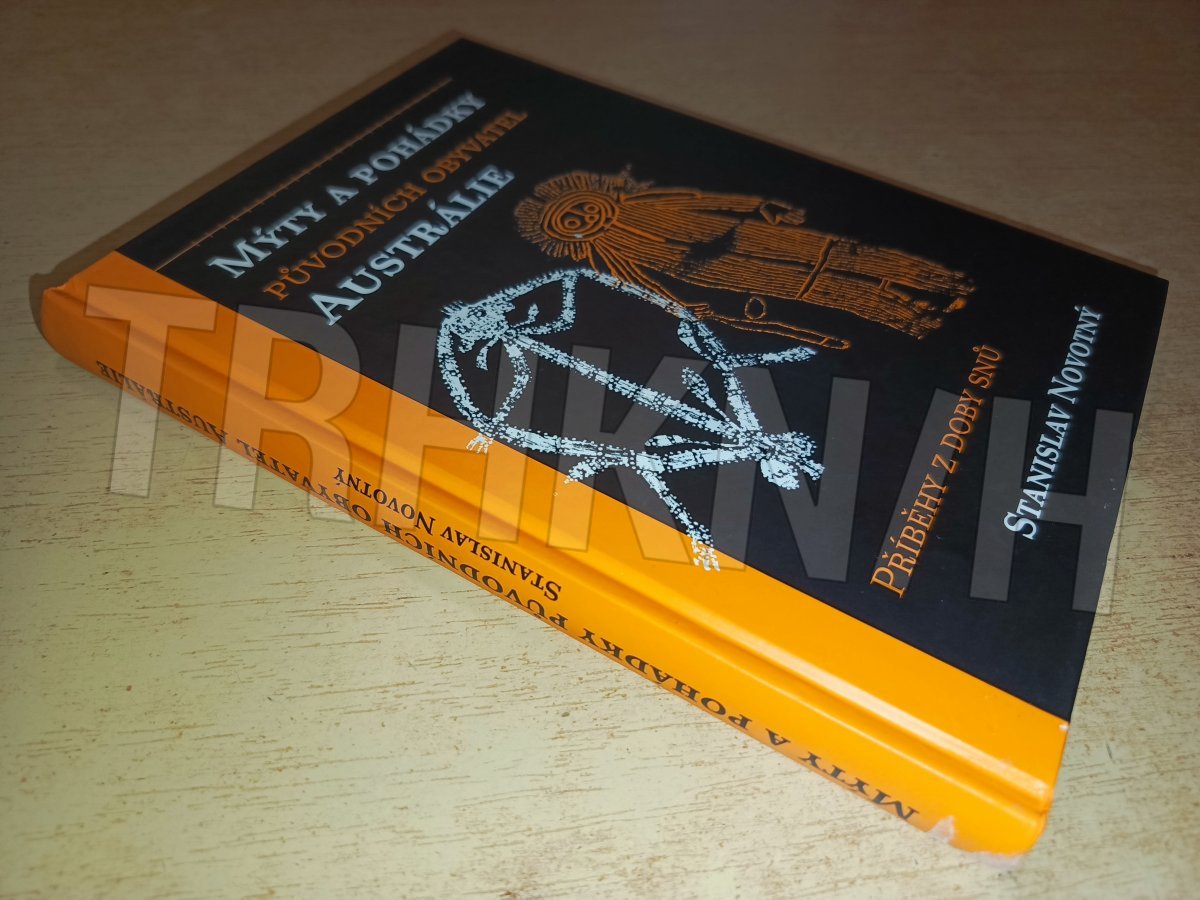 MÝTY A POHÁDKY
PŮVODNÍCH OBYVATEL
AUSTRÁLIE
PŘÍBĚHY Z DOBY SNŮ
STANISLAV NOVOTNÝ
STANISLAV NOVOTNÝ
MÝTY A POHÁDKY PŮVODNÍCH OBYVATEL AUSTRÁLIE
TRHKNIH